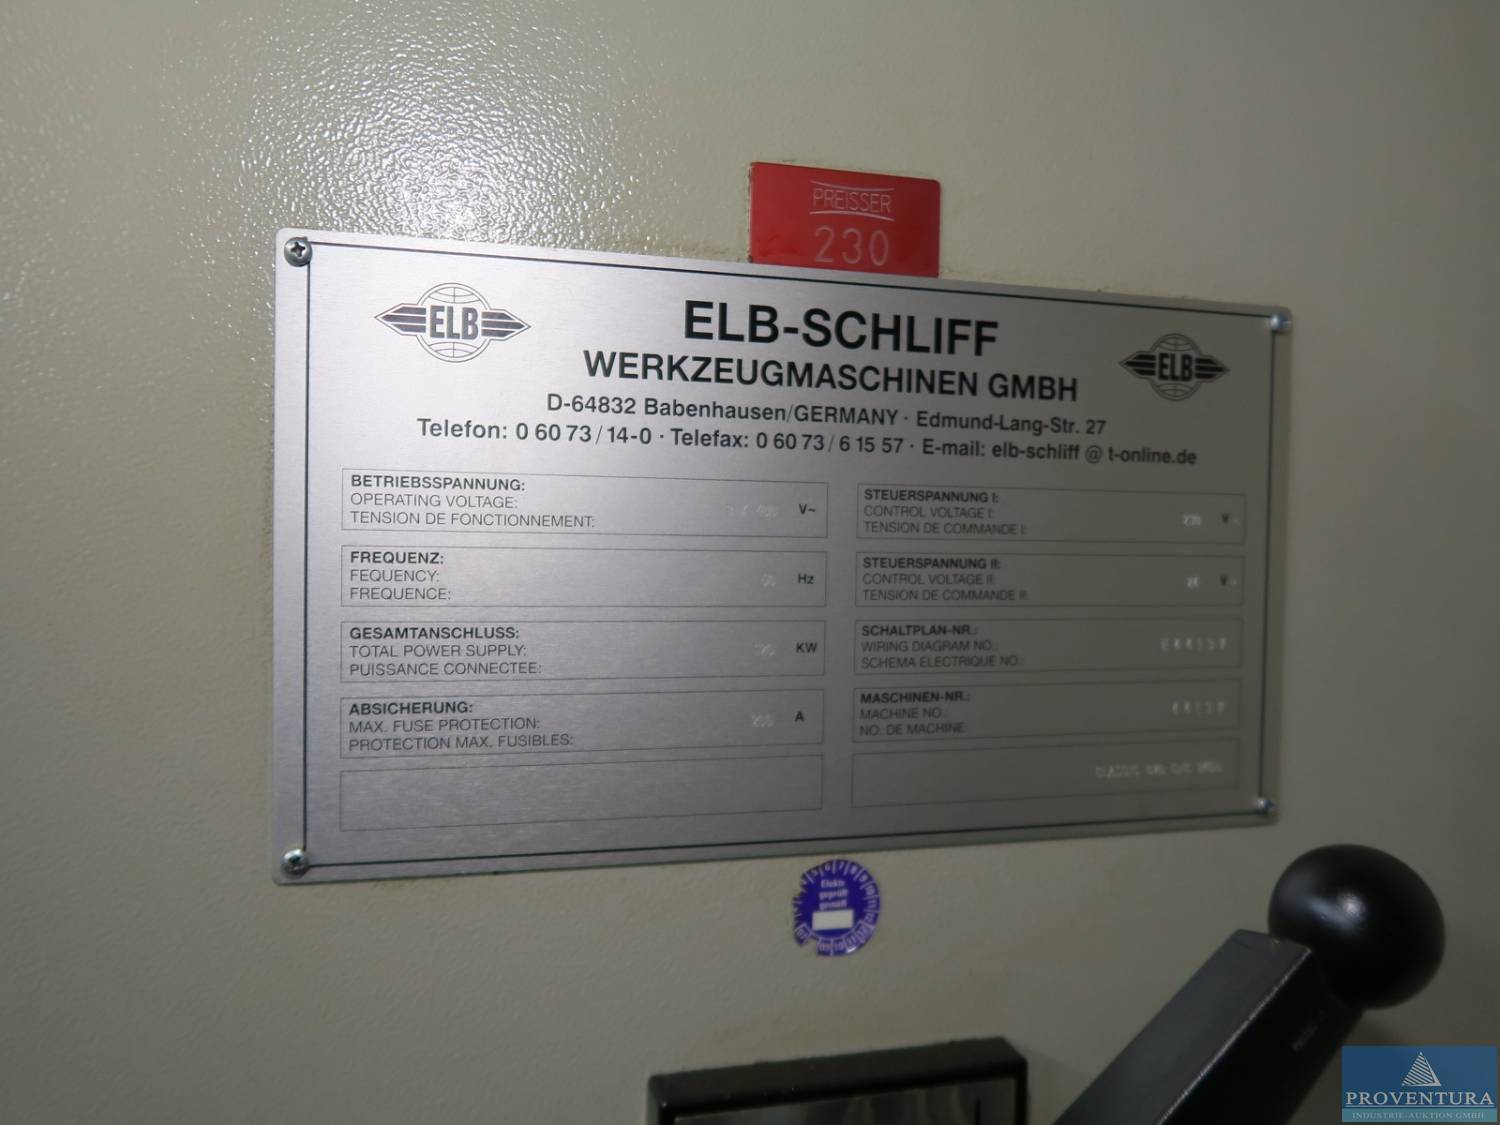 PREISSER
230
ELB
ELB-SCHLIFF
ELB
WERKZEUGMASCHINEN GMBH
D-64832 Babenhausen/GERMANY · Edmund-Lang-Str. 27
Telefon: 0 60 73 / 14-0 · Telefax: 0 60 73 / 6 15 57 · E-mail: elb-schliff @ t-online.de
BETRIEBSSPANNUNG:
OPERATING VOLTAGE:
TENSION DE FONCTIONNEMENT:
V~
FREQUENZ:
FEQUENCY:
FREQUENCE:
Hz
GESAMTANSCHLUSS:
TOTAL POWER SUPPLY:
PUISSANCE CONNECTEE:
KW
ABSICHERUNG:
MAX. FUSE PROTECTION:
PROTECTION MAX. FUSIBLES:
A
STEUERSPANNUNG I:
CONTROL VOLTAGE I:
TENSION DE COMMANDE I:
V
STEUERSPANNUNG II:
CONTROL VOLTAGE II:
TENSION DE COMMANDE II:
24 V
SCHALTPLAN-NR.:
WIRING DIAGRAM NO.:
SCHEMA ELECTRIQUE NO.:
MASCHINEN-NR.:
MACHINE NO.:
NO. DE MACHINE:
Elektr.
geprüft
gemäß
PROVENTURA
INDUSTRIE-AUKTION GMBH